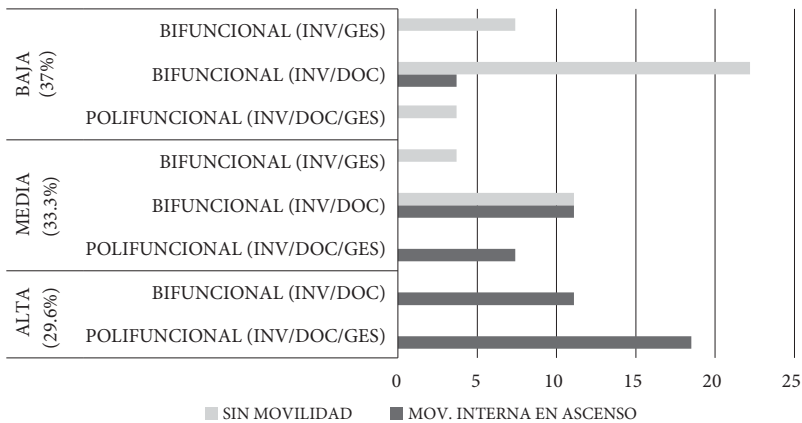 BAJA
(37%)
BIFUNCIONAL (INV/GES)
BIFUNCIONAL (INV/DOC)
POLIFUNCIONAL (INV/DOC/GES)
MEDIA
(33.3%)
BIFUNCIONAL (INV/GES)
BIFUNCIONAL (INV/DOC)
POLIFUNCIONAL (INV/DOC/GES)
ALTA
(29.6%)
BIFUNCIONAL (INV/DOC)
POLIFUNCIONAL (INV/DOC/GES)
0 5 10 15 20 25
SIN MOVILIDAD MOV. INTERNA EN ASCENSO